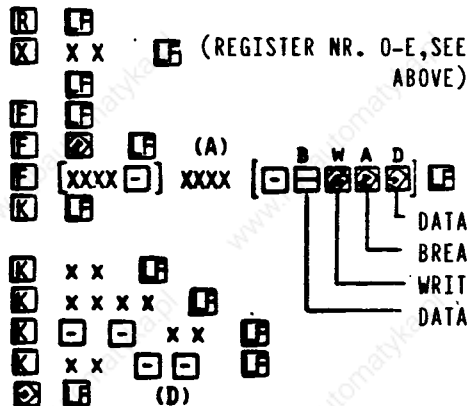 R LF
X X X LF (REGISTER NR. 0-E,SEE
ABOVE)
LF
F LF
F LF (A)
B W A D
F [XXXX -] XXXX [- ] LF
K LF
DATA
BREA
K X X LF
WRIT
K X X X X LF
DATA
K - - X X LF
K X X - - LF
LF (D)